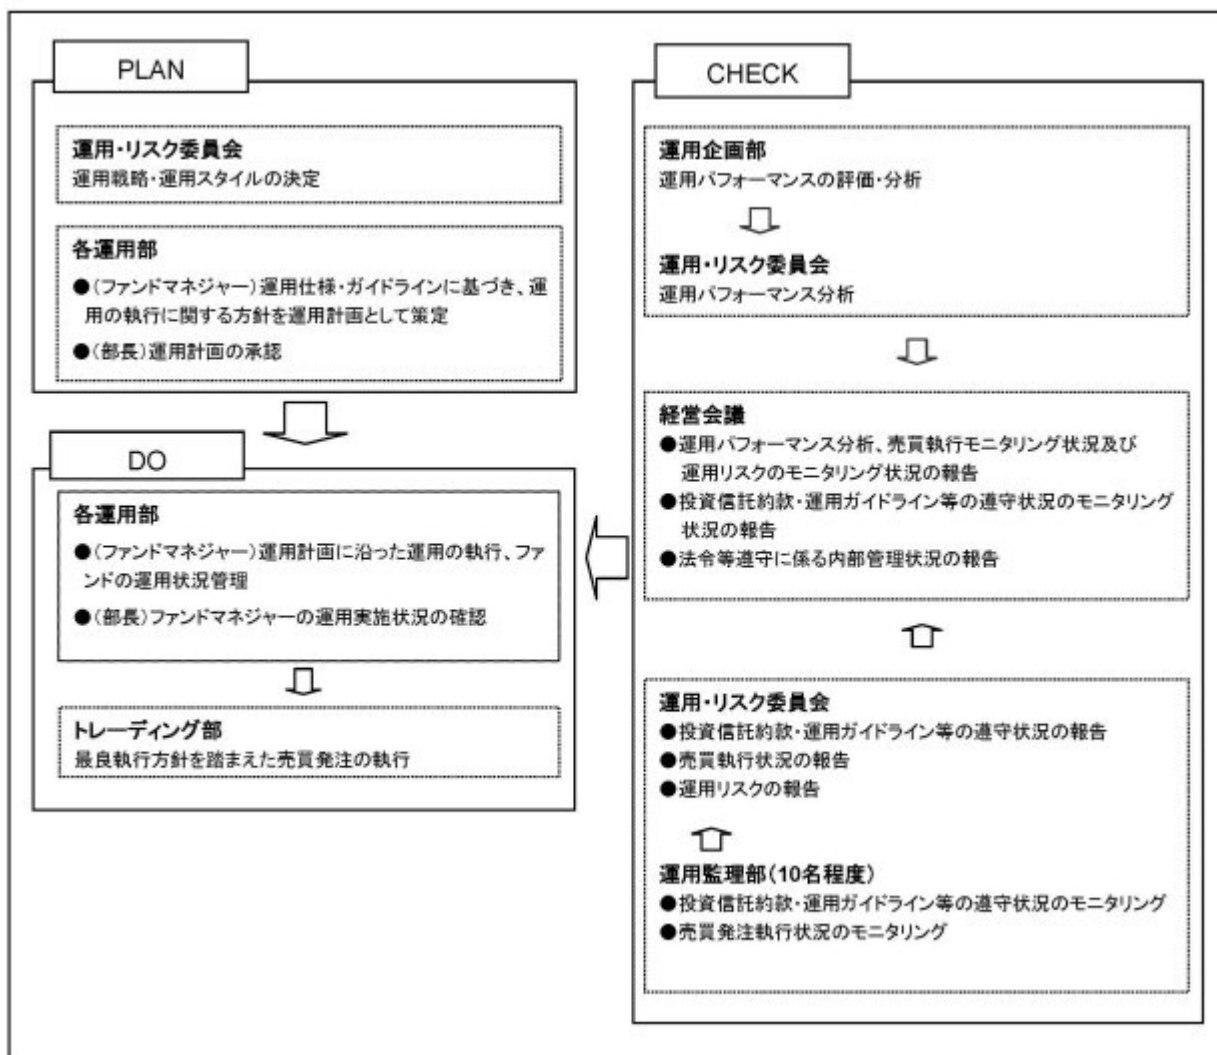 PLAN
運用・リスク委員会
運用戦略・運用スタイルの決定
各運用部
●(ファンドマネジャー)運用仕様・ガイドラインに基づき、運
用の執行に関する方針を運用計画として策定
●(部長)運用計画の承認
DO
各運用部
●(ファンドマネジャー)運用計画に沿った運用の執行、ファ
ンドの運用状況管理
●(部長)ファンドマネジャーの運用実施状況の確認
トレーディング部
最良執行方針を踏まえた売買発注の執行
CHECK
運用企画部
運用パフォーマンスの評価・分析
運用・リスク委員会
運用パフォーマンス分析
経営会議
●運用パフォーマンス分析、売買執行モニタリング状況及び
運用リスクのモニタリング状況の報告
●投資信託約款・運用ガイドライン等の遵守状況のモニタリング
状況の報告
●法令等遵守に係る内部管理状況の報告
運用・リスク委員会
●投資信託約款・運用ガイドライン等の遵守状況の報告
●売買執行状況の報告
●運用リスクの報告
運用監理部(10名程度)
●投資信託約款・運用ガイドライン等の遵守状況のモニタリング
●売買発注執行状況のモニタリング